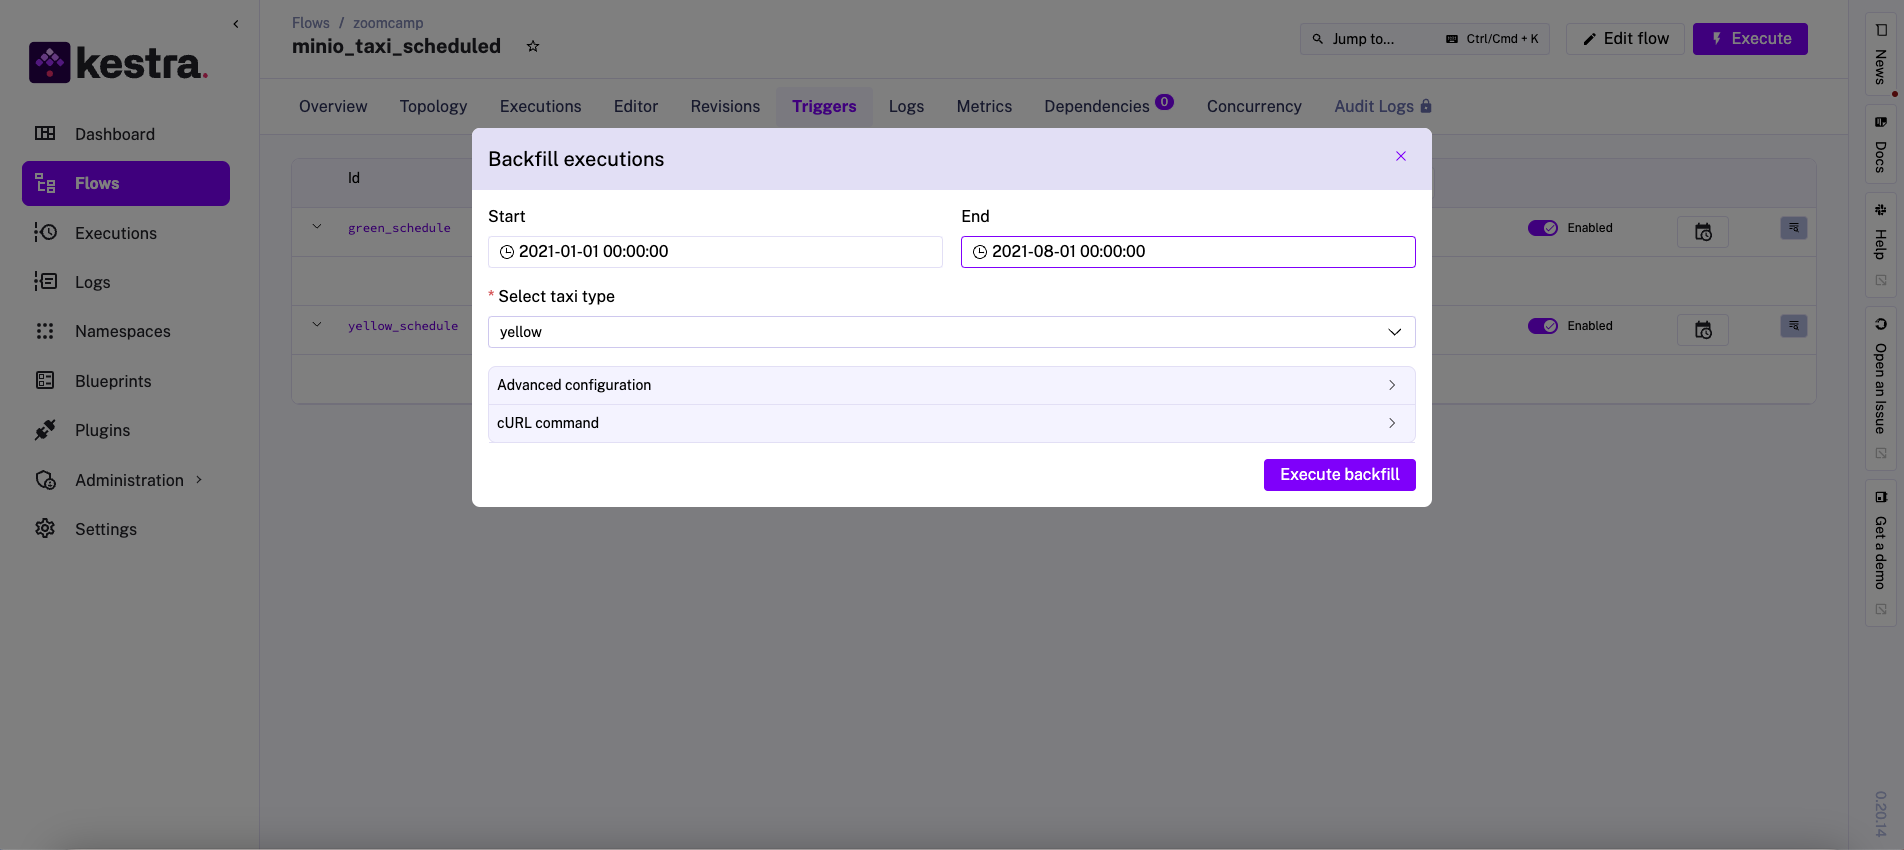 kestra.
Dashboard
Flows
Executions
Logs
Namespaces
Blueprints
Plugins
Administration
Settings
Flows / zoomcamp
minio_taxi_scheduled
Jump to...
Ctrl/Cmd + K
Edit flow
Execute
Overview
Topology
Executions
Editor
Revisions
Triggers
Logs
Metrics
Dependencies 0
Concurrency
Audit Logs
Id
green_schedule
Enabled
yellow_schedule
Enabled
Backfill executions
Start
End
2021-01-01 00:00:00
2021-08-01 00:00:00
* Select taxi type
yellow
Advanced configuration
cURL command
Execute backfill
News
Docs
Help
Open an Issue
Get a demo
0.20.14